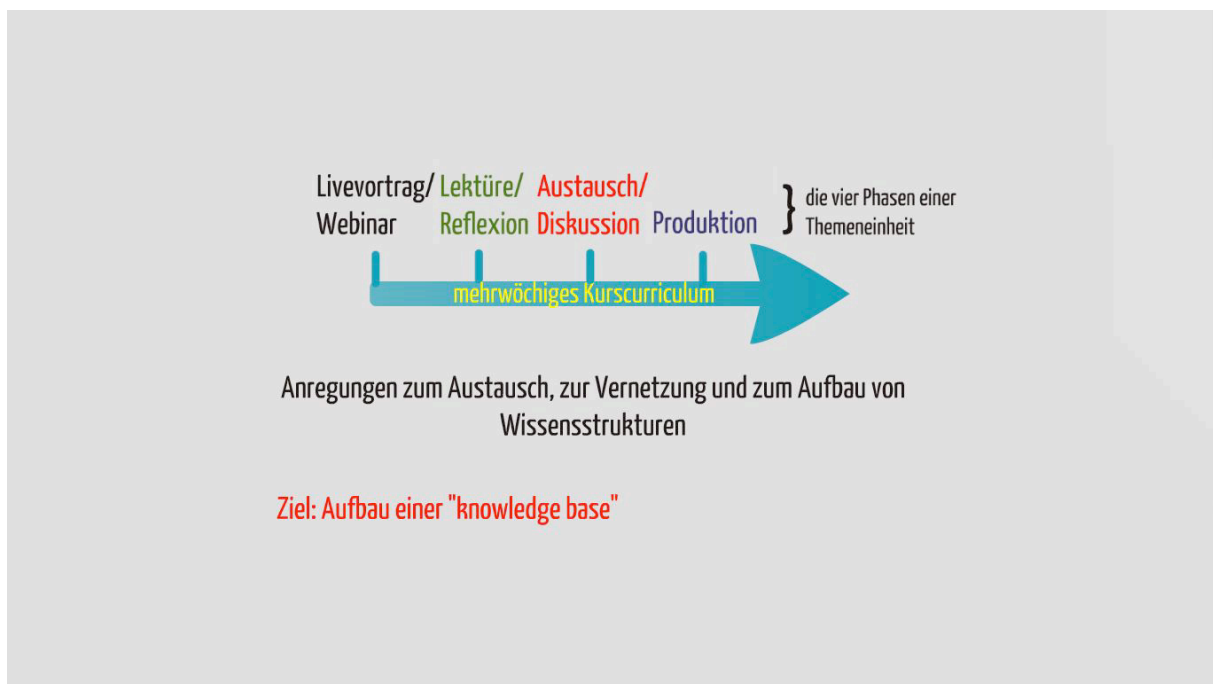 Livevortrag/ Lektüre/ Austausch/
Webinar Reflexion Diskussion Produktion
} die vier Phasen einer
Themeneinheit
mehrwöchiges Kurscurriculum
Anregungen zum Austausch, zur Vernetzung und zum Aufbau von
Wissensstrukturen
Ziel: Aufbau einer "knowledge base"